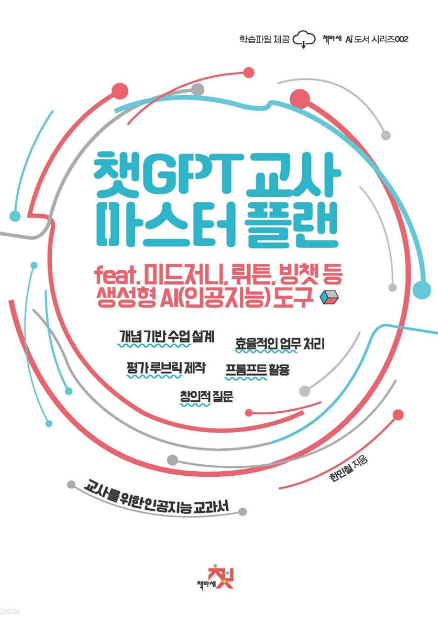 학습파일 제공 책바세 AI 도서 시리즈002
챗GPT 교사
마스터 플랜
feat. 미드저니, 뤼튼, 빙챗 등
생성형 AI(인공지능) 도구
개념 기반 수업 설계
효율적인 업무 처리
평가 루브릭 제작
프롬프트 활용
창의적 질문
한민철 지음
교사를 위한 인공지능 교과서
책바세